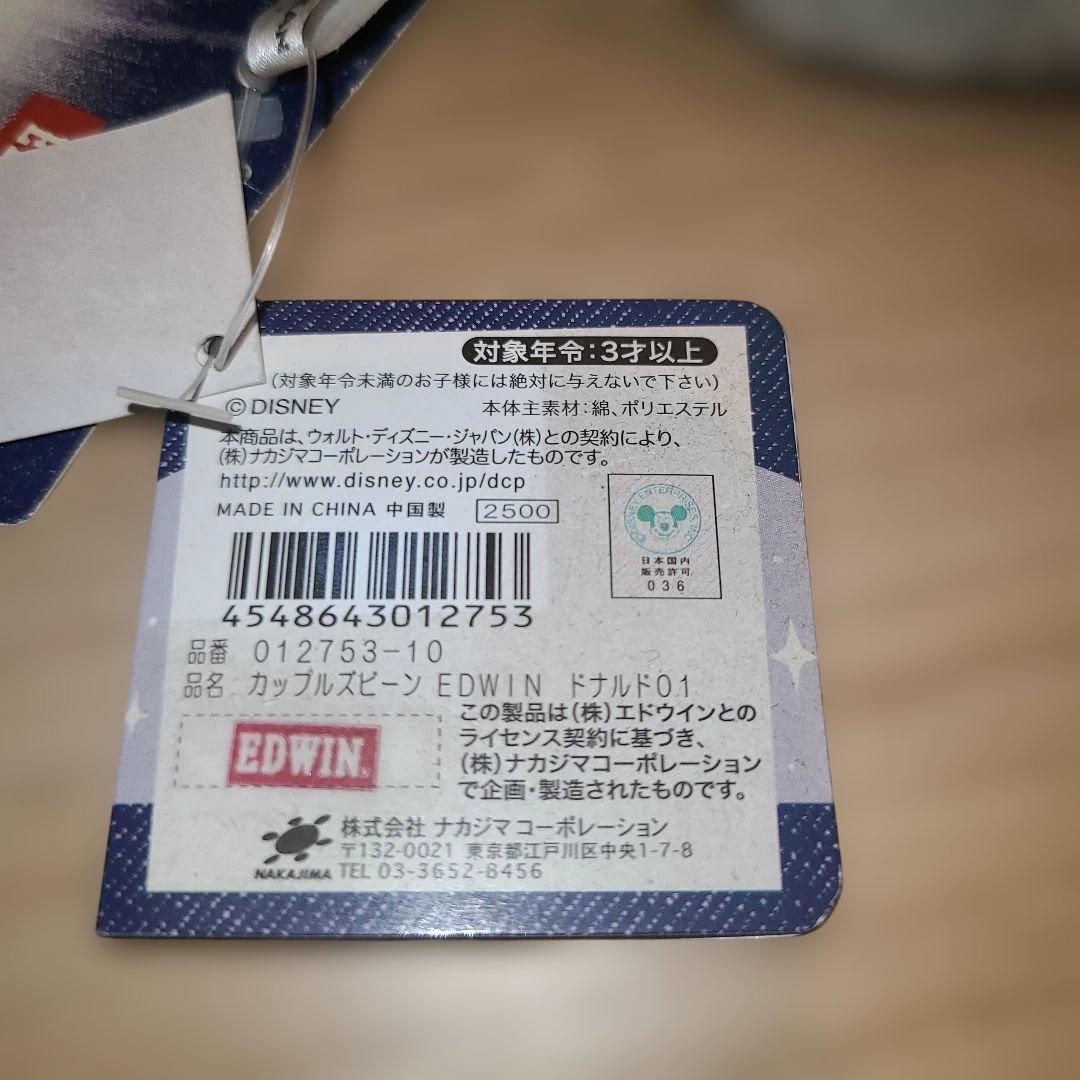 対象年令:3才以上
(対象年令未満のお子様には絶対に与えないで下さい)
©DISNEY 本体主素材:綿、ポリエステル
本商品は、ウォルト・ディズニー・ジャパン(株)との契約により、
(株)ナカジマコーポレーションが製造したものです。
http://www.disney.co.jp/dcp
MADE IN CHINA 中国製 2500
DISNEY ENTERPRISES INC.
日本国内
販売許可
036
4548643012753
品番 012753-10
品名 カップルズビーン EDWIN ドナルド01
EDWIN.
この製品は(株)エドウインとの
ライセンス契約に基づき、
(株)ナカジマコーポレーション
で企画・製造されたものです。
NAKAJIMA
株式会社 ナカジマコーポレーション
〒132-0021 東京都江戸川区中央1-7-8
TEL 03-3652-8456